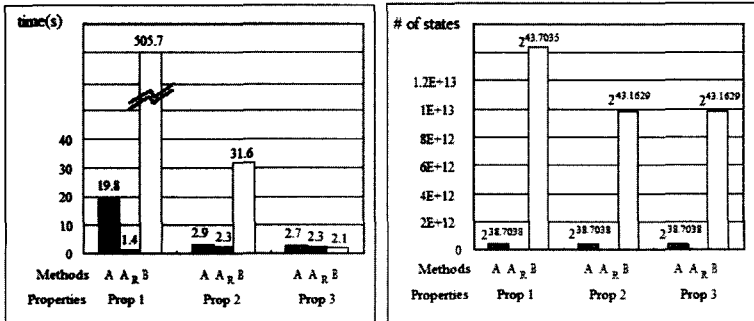 time(s)
505.7
40
30
20
10
0
19.8
1.4
2.9
2.3
31.6
2.7
2.3
2.1
Methods A A_R B A A_R B A A_R B
Properties Prop 1 Prop 2 Prop 3
# of states
2^43.7035
2^43.1629
2^43.1629
1.2E+13
1E+13
8E+12
6E+12
4E+12
2E+12
0
2^38.7038
2^38.7038
2^38.7038
Methods A A_R B A A_R B A A_R B
Properties Prop 1 Prop 2 Prop 3